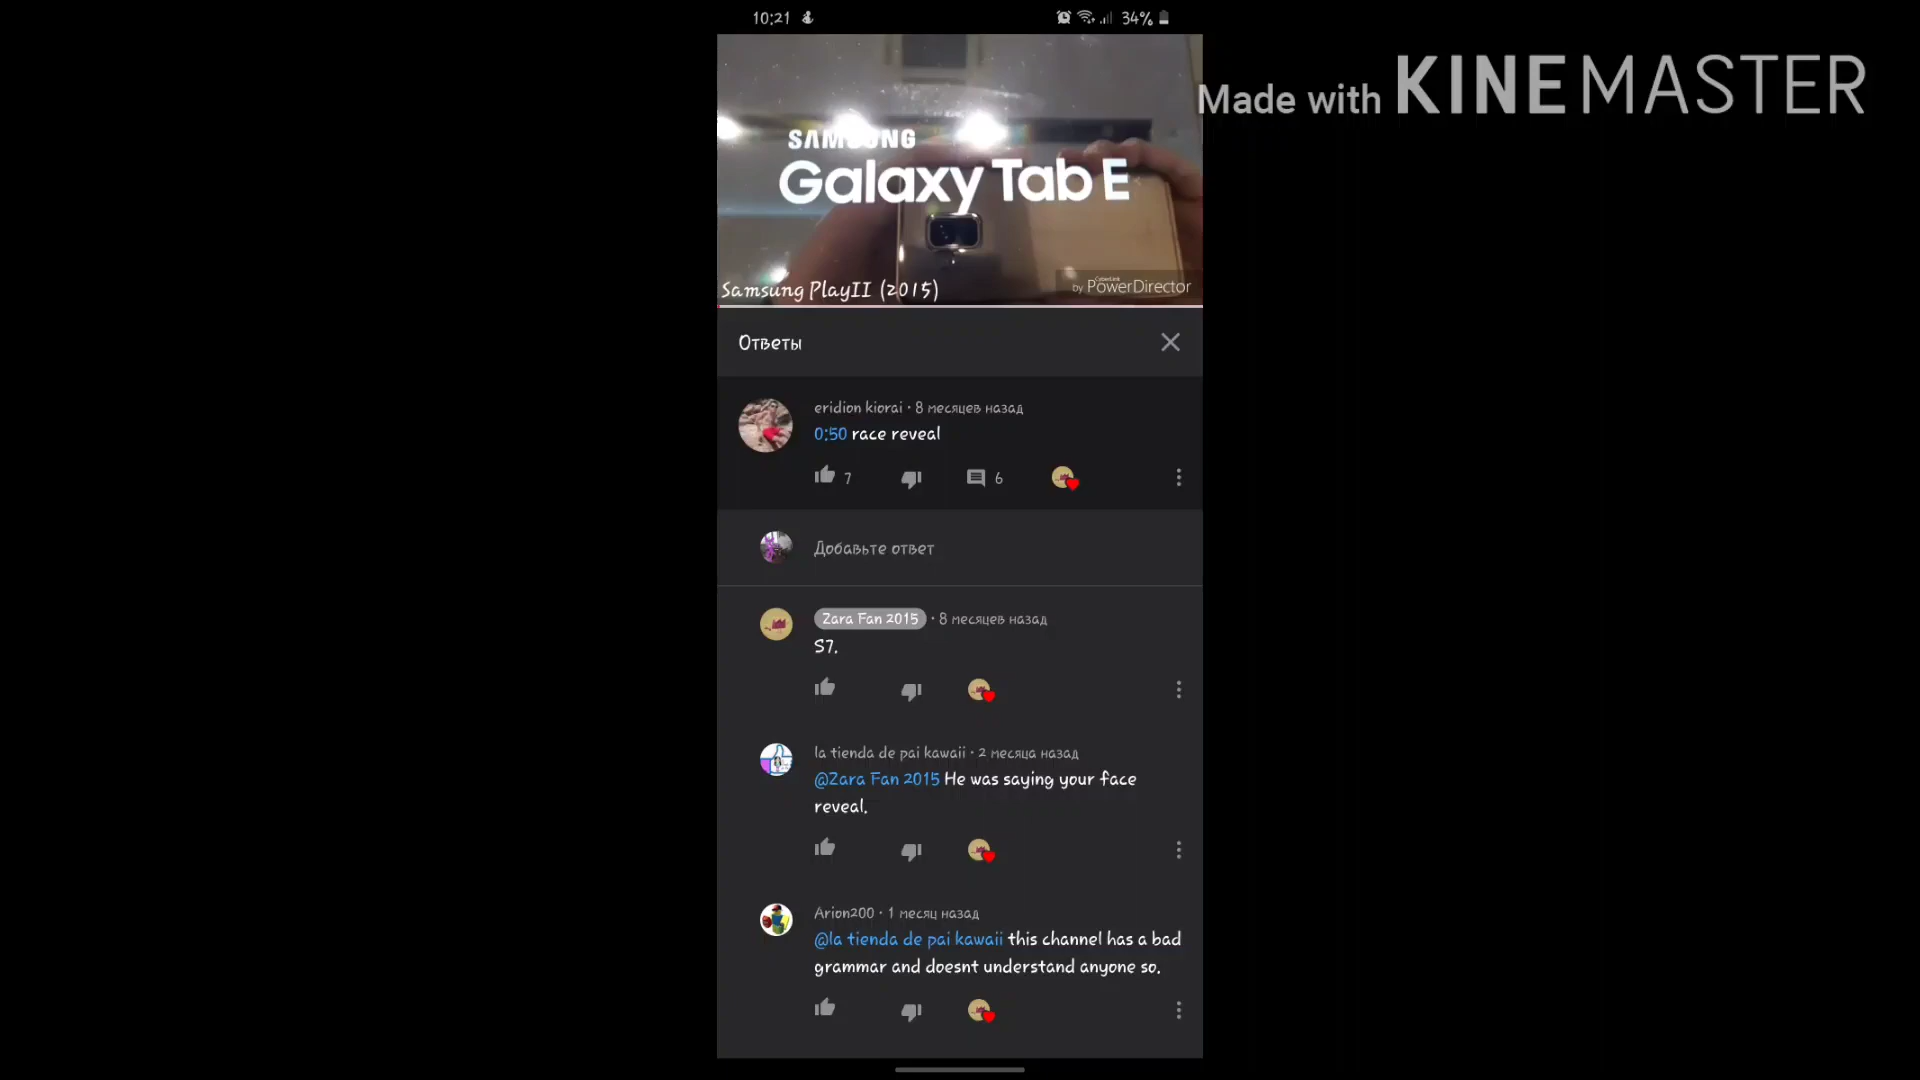 10:21
34%
Made with KINEMASTER
SAMSUNG
Galaxy Tab E
Samsung PlayII (2015)
CyberLink
by PowerDirector
Ответы
eridion kiorai · 8 месяцев назад
0:50 race reveal
7
6
Добавьте ответ
Zara Fan 2015 · 8 месяцев назад
S7.
la tienda de pai kawaii · 2 месяца назад
@Zara Fan 2015 He was saying your face
reveal.
Arion200 · 1 месяц назад
@la tienda de pai kawaii this channel has a bad
grammar and doesnt understand anyone so.